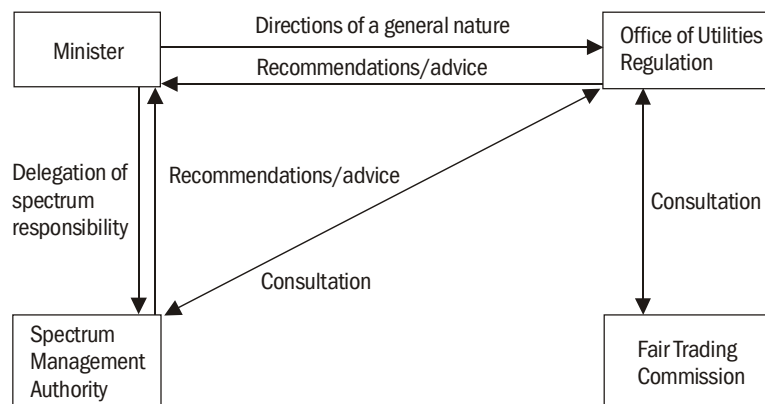 Directions of a general nature
Minister
Office of Utilities
Regulation
Recommendations/advice
Delegation of
spectrum
responsibility
Recommendations/advice
Consultation
Consultation
Spectrum
Management
Authority
Fair Trading
Commission